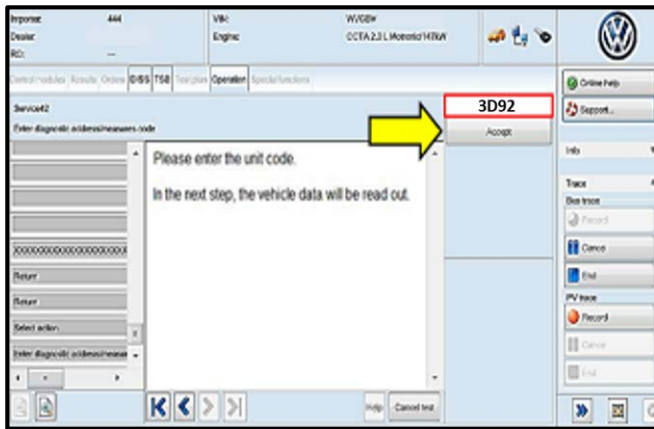 Importer: 444
Dealer:
RO: ---
VIN: WVGBV
Engine: CCTA 2.0 L Motronic/147kW
Control modules Results Orders DISS TSB Test plan Operation Special functions
Service42
Enter diagnostic address/measures code
3D92
Accept
Please enter the unit code.
In the next step, the vehicle data will be read out.
Return
Return
Select action
Enter diagnostic address/measures
Help
Cancel test
Online help
Support...
Info
Trace
Bus trace
Record
Cancel
End
PV trace
Record
Cancel
End